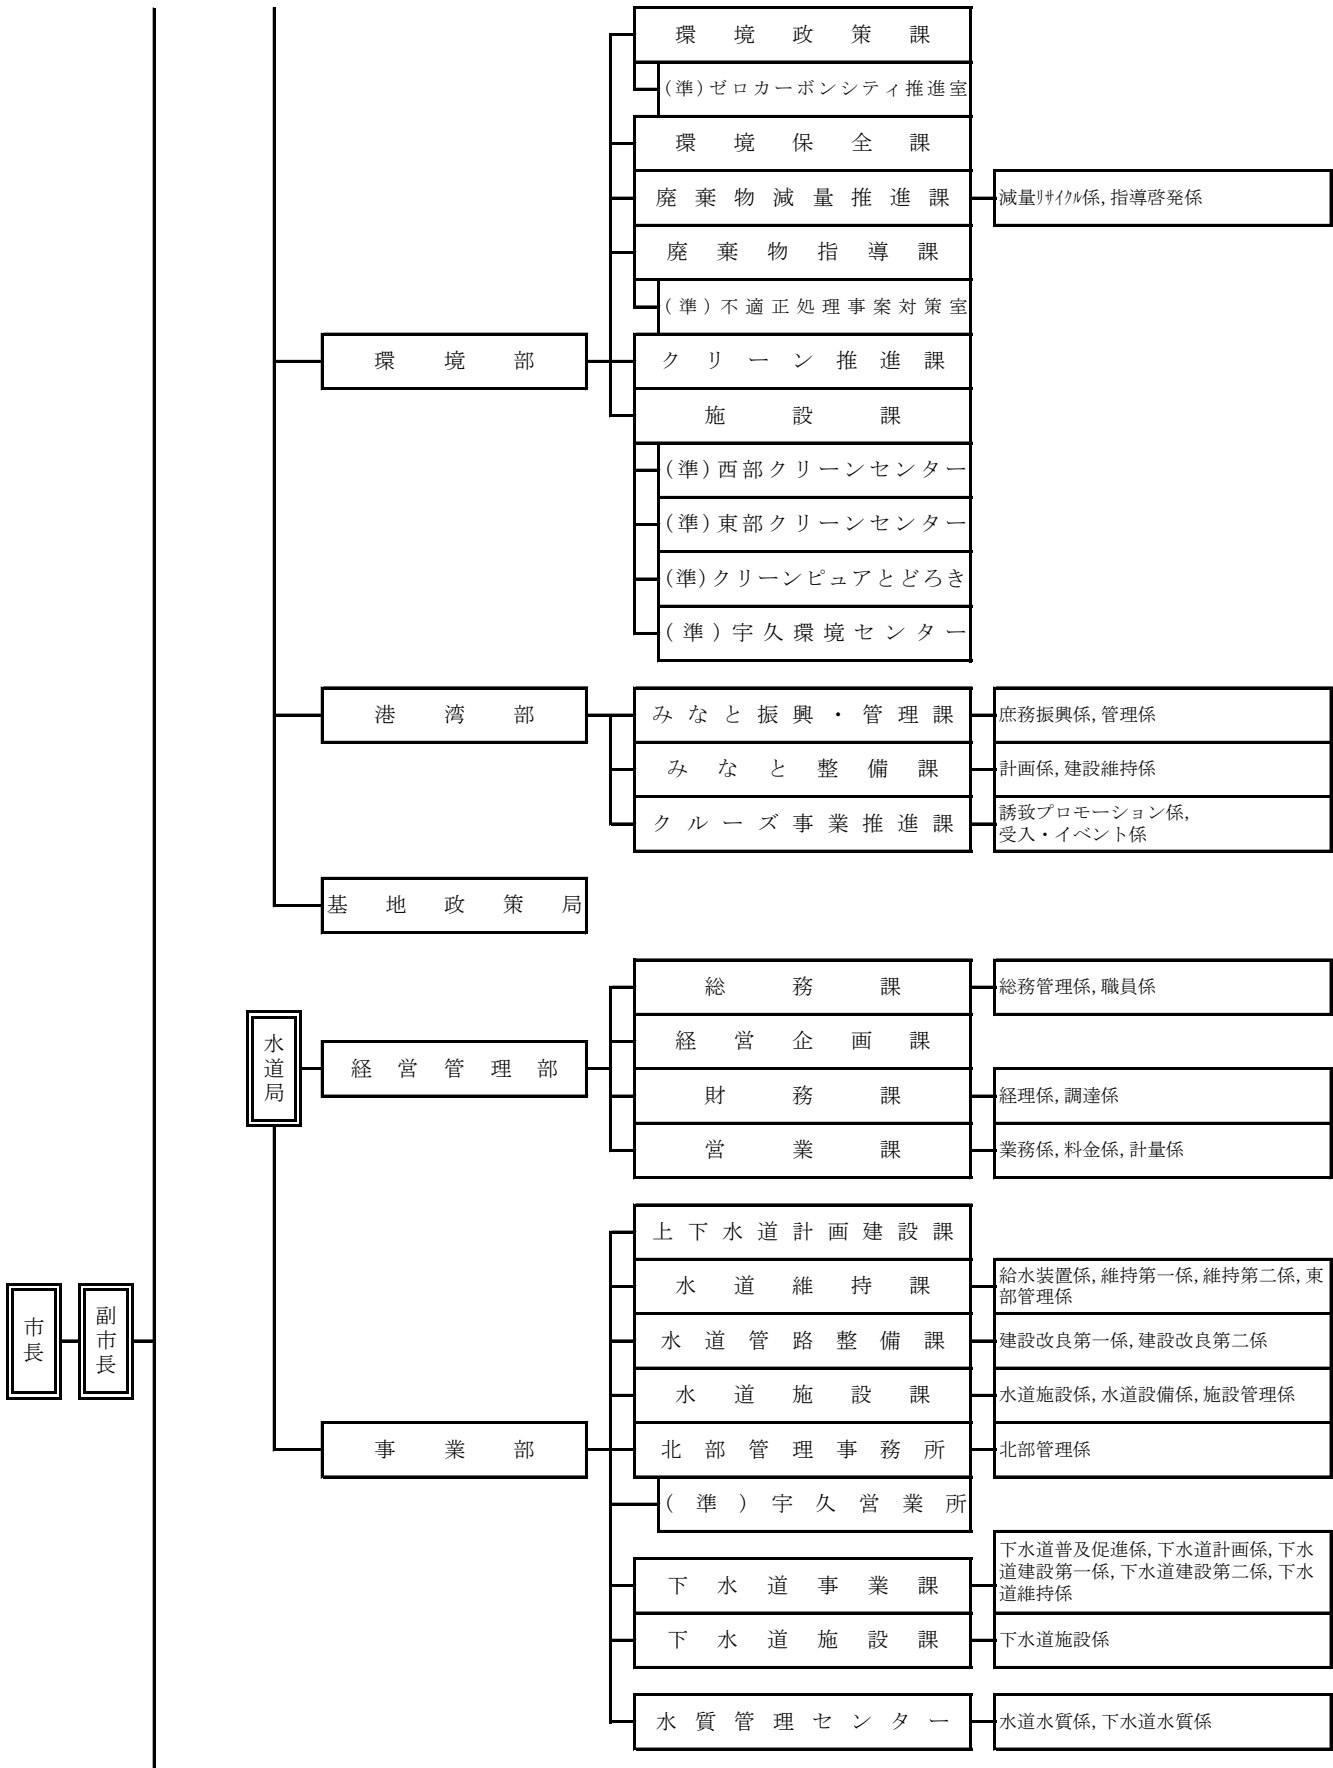 環境政策課
(準)ゼロカーボンシティ推進室
環境保全課
廃棄物減量推進課
減量ﾘｻｲｸﾙ係, 指導啓発係
廃棄物指導課
(準)不適正処理事案対策室
環境部
クリーン推進課
施設課
(準)西部クリーンセンター
(準)東部クリーンセンター
(準)クリーンピュアとどろき
(準)宇久環境センター
港湾部
みなと振興・管理課
庶務振興係, 管理係
みなと整備課
計画係, 建設維持係
クルーズ事業推進課
誘致プロモーション係,
受入・イベント係
基地政策局
水道局
経営管理部
総務課
総務管理係, 職員係
経営企画課
財務課
経理係, 調達係
営業課
業務係, 料金係, 計量係
市長
副市長
事業部
上下水道計画建設課
水道維持課
給水装置係, 維持第一係, 維持第二係, 東
部管理係
水道管路整備課
建設改良第一係, 建設改良第二係
水道施設課
水道施設係, 水道設備係, 施設管理係
北部管理事務所
北部管理係
(準)宇久営業所
下水道事業課
下水道普及促進係, 下水道計画係, 下水
道建設第一係, 下水道建設第二係, 下水
道維持係
下水道施設課
下水道施設係
水質管理センター
水道水質係, 下水道水質係